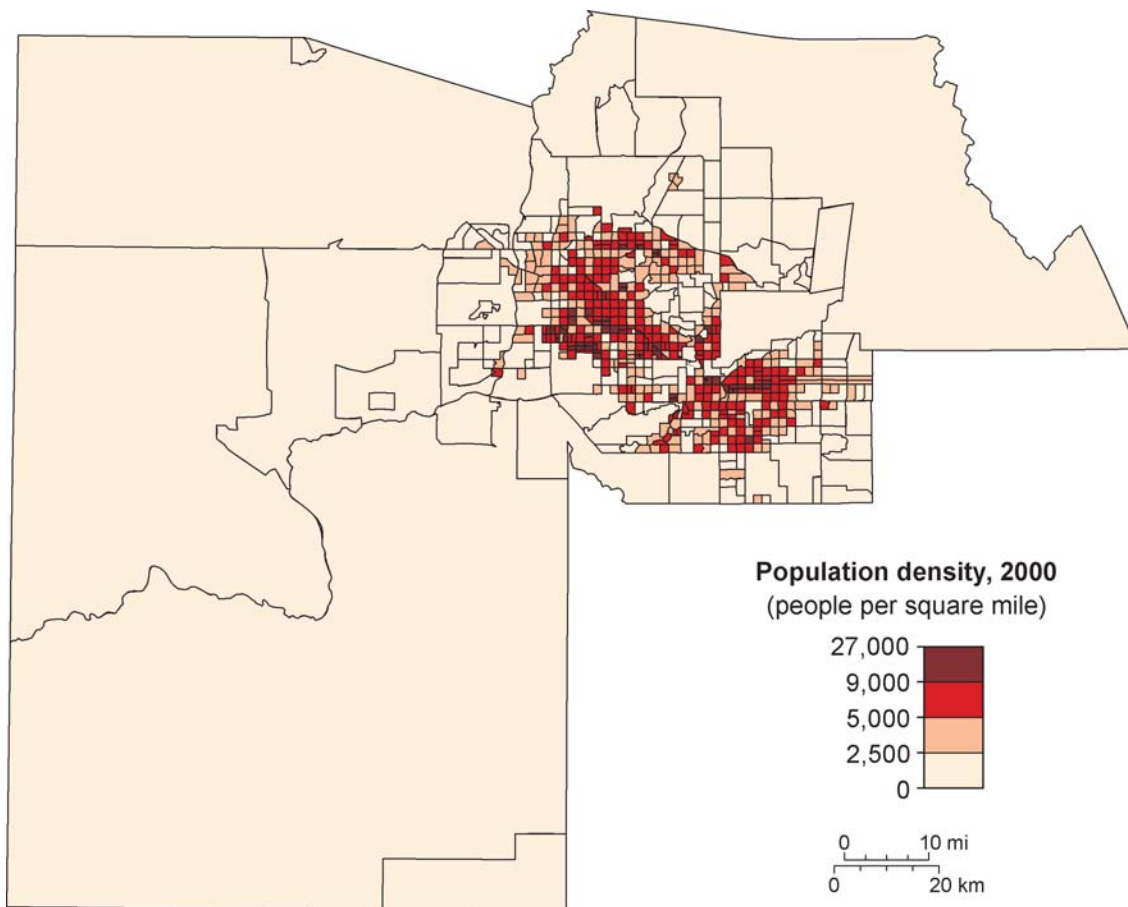 Population density, 2000
(people per square mile)
27,000
9,000
5,000
2,500
0
0 10 mi
0 20 km